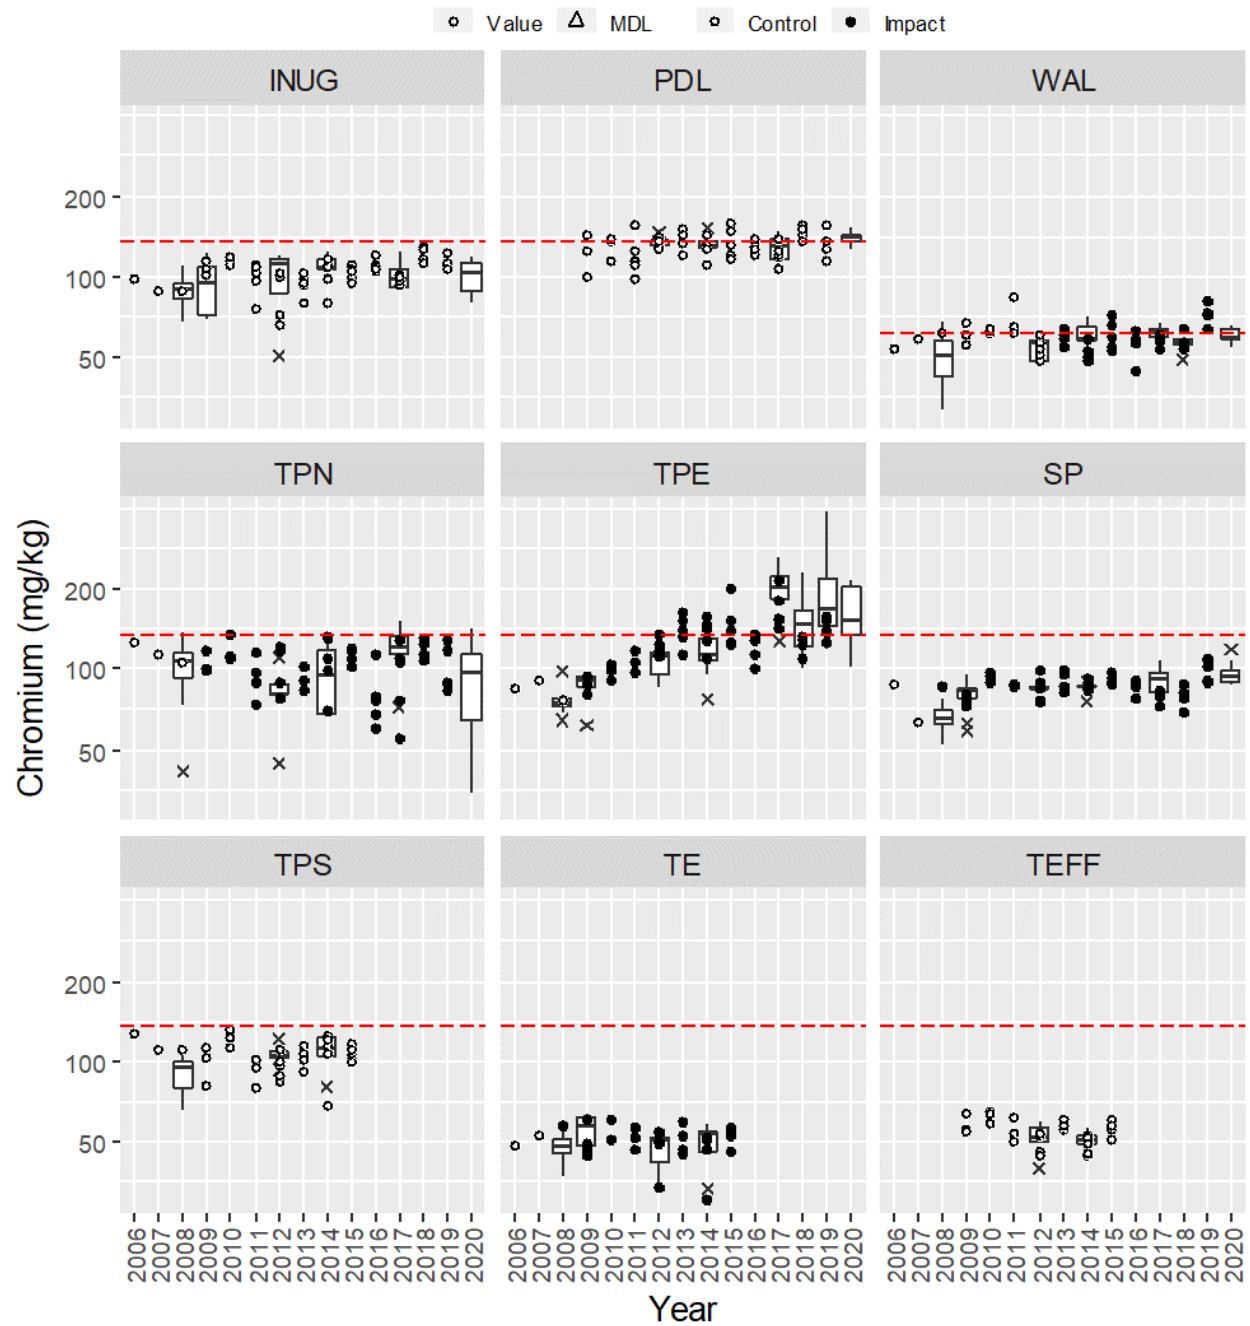 Value MDL Control Impact
INUG PDL WAL
200
100
50
TPN TPE SP
200
100
50
Chromium (mg/kg)
TPS TE TEFF
200
100
50
2006 2007 2008 2009 2010 2011 2012 2013 2014 2015 2016 2017 2018 2019 2020 2006 2007 2008 2009 2010 2011 2012 2013 2014 2015 2016 2017 2018 2019 2020 2006 2007 2008 2009 2010 2011 2012 2013 2014 2015 2016 2017 2018 2019 2020
Year